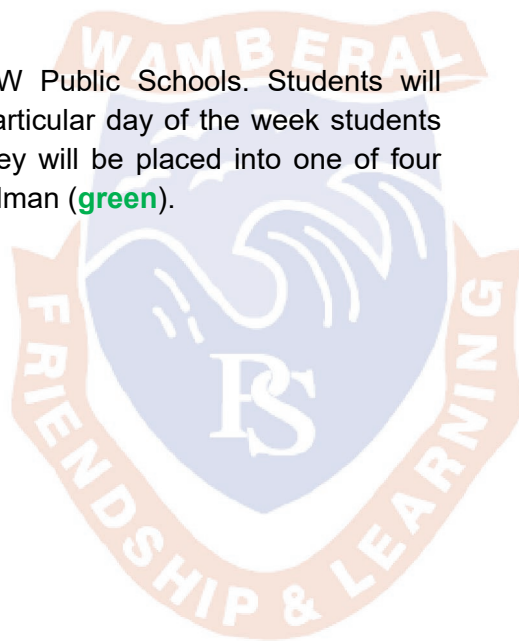 WAMBERAL
W Public Schools. Students will
articular day of the week students
ey will be placed into one of four
lman (green).
PS
FRIENDSHIP & LEARNING